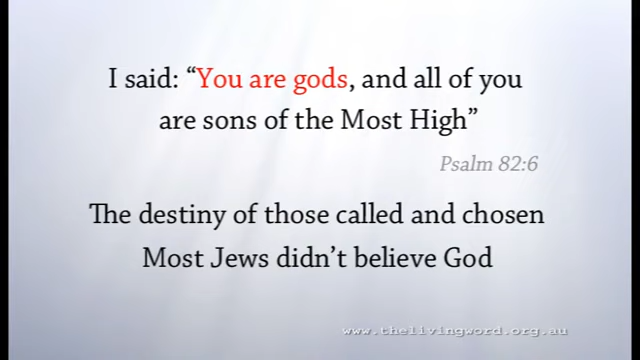 I said: “You are gods, and all of you
are sons of the Most High”
Psalm 82:6
The destiny of those called and chosen
Most Jews didn’t believe God
www.thelivingword.org.au